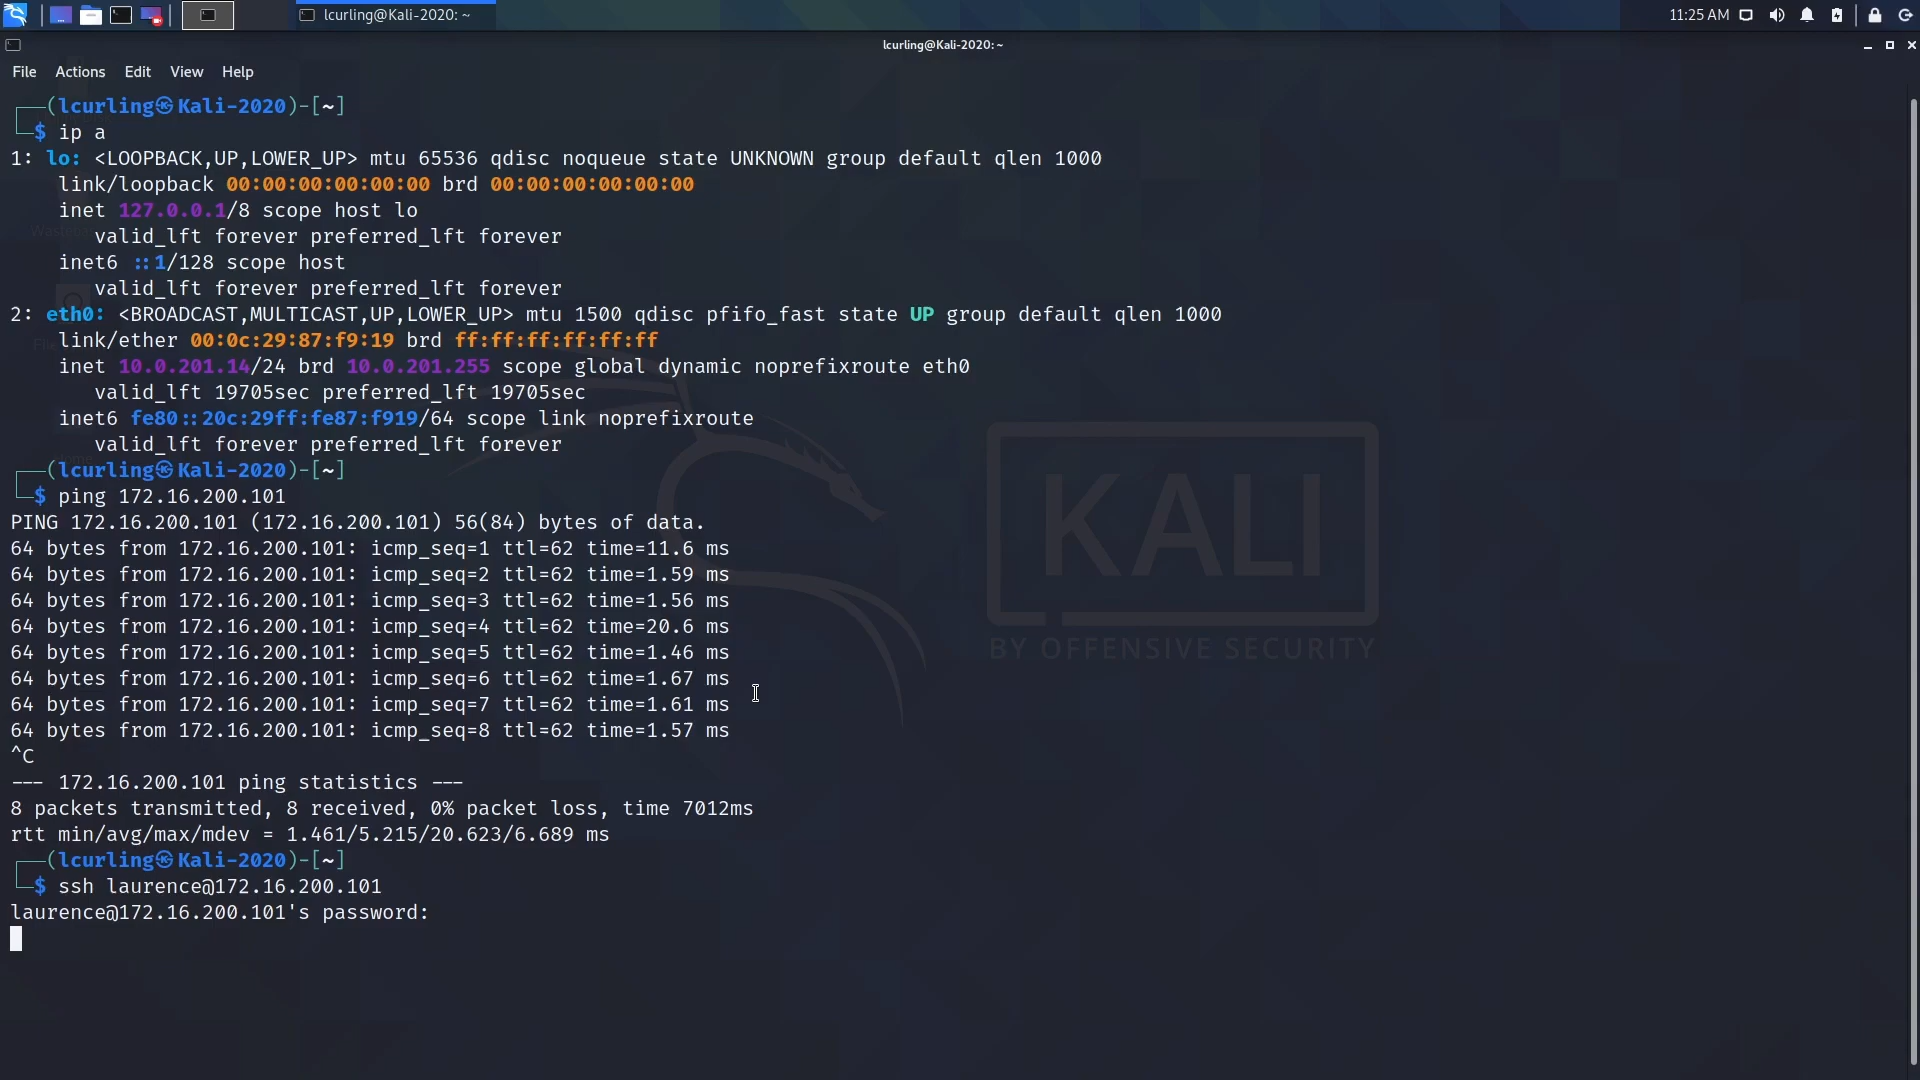 lcurling@Kali-2020: ~
11:25 AM
lcurling@Kali-2020: ~
File Actions Edit View Help
┌──(lcurling㉿Kali-2020)-[~]
└─$ ip a
1: lo: <LOOPBACK,UP,LOWER_UP> mtu 65536 qdisc noqueue state UNKNOWN group default qlen 1000
    link/loopback 00:00:00:00:00:00 brd 00:00:00:00:00:00
    inet 127.0.0.1/8 scope host lo
       valid_lft forever preferred_lft forever
    inet6 ::1/128 scope host
       valid_lft forever preferred_lft forever
2: eth0: <BROADCAST,MULTICAST,UP,LOWER_UP> mtu 1500 qdisc pfifo_fast state UP group default qlen 1000
    link/ether 00:0c:29:87:f9:19 brd ff:ff:ff:ff:ff:ff
    inet 10.0.201.14/24 brd 10.0.201.255 scope global dynamic noprefixroute eth0
       valid_lft 19705sec preferred_lft 19705sec
    inet6 fe80::20c:29ff:fe87:f919/64 scope link noprefixroute
       valid_lft forever preferred_lft forever
┌──(lcurling㉿Kali-2020)-[~]
└─$ ping 172.16.200.101
PING 172.16.200.101 (172.16.200.101) 56(84) bytes of data.
64 bytes from 172.16.200.101: icmp_seq=1 ttl=62 time=11.6 ms
64 bytes from 172.16.200.101: icmp_seq=2 ttl=62 time=1.59 ms
64 bytes from 172.16.200.101: icmp_seq=3 ttl=62 time=1.56 ms
64 bytes from 172.16.200.101: icmp_seq=4 ttl=62 time=20.6 ms
64 bytes from 172.16.200.101: icmp_seq=5 ttl=62 time=1.46 ms
64 bytes from 172.16.200.101: icmp_seq=6 ttl=62 time=1.67 ms
64 bytes from 172.16.200.101: icmp_seq=7 ttl=62 time=1.61 ms
64 bytes from 172.16.200.101: icmp_seq=8 ttl=62 time=1.57 ms
^C
--- 172.16.200.101 ping statistics ---
8 packets transmitted, 8 received, 0% packet loss, time 7012ms
rtt min/avg/max/mdev = 1.461/5.215/20.623/6.689 ms
┌──(lcurling㉿Kali-2020)-[~]
└─$ ssh laurence@172.16.200.101
laurence@172.16.200.101's password:
KALI
BY OFFENSIVE SECURITY